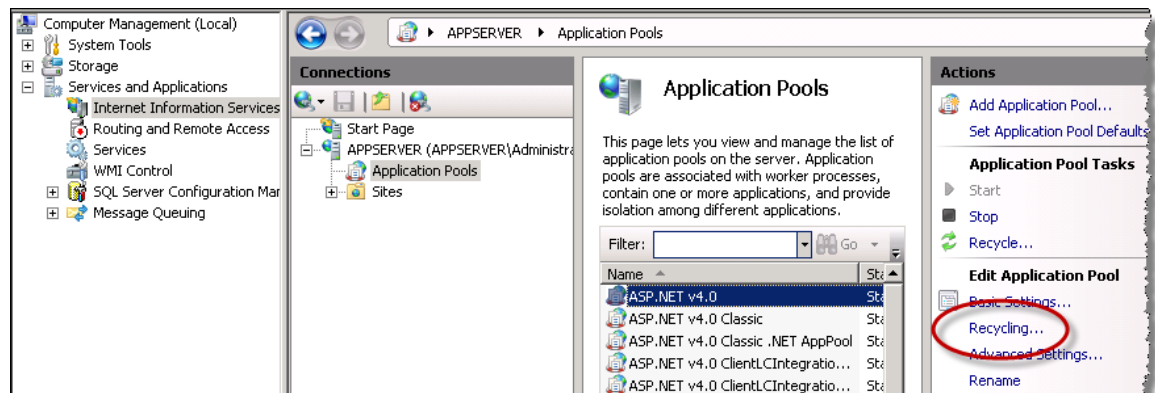 Computer Management (Local)
System Tools
Storage
Services and Applications
Internet Information Services
Routing and Remote Access
Services
WMI Control
SQL Server Configuration Mar
Message Queuing
APPSERVER
Application Pools
Connections
Start Page
APPSERVER (APPSERVER\Administra
Application Pools
Sites
Application Pools
This page lets you view and manage the list of
application pools on the server. Application
pools are associated with worker processes,
contain one or more applications, and provide
isolation among different applications.
Filter:
Go
Name
Sta
ASP.NET v4.0
Sta
ASP.NET v4.0 Classic
Sta
ASP.NET v4.0 Classic .NET AppPool
Sta
ASP.NET v4.0 ClientLCIntegratio...
Sta
ASP.NET v4.0 ClientLCIntegratio...
Sta
Actions
Add Application Pool...
Set Application Pool Defaults
Application Pool Tasks
Start
Stop
Recycle...
Edit Application Pool
Basic Settings...
Recycling...
Advanced Settings...
Rename